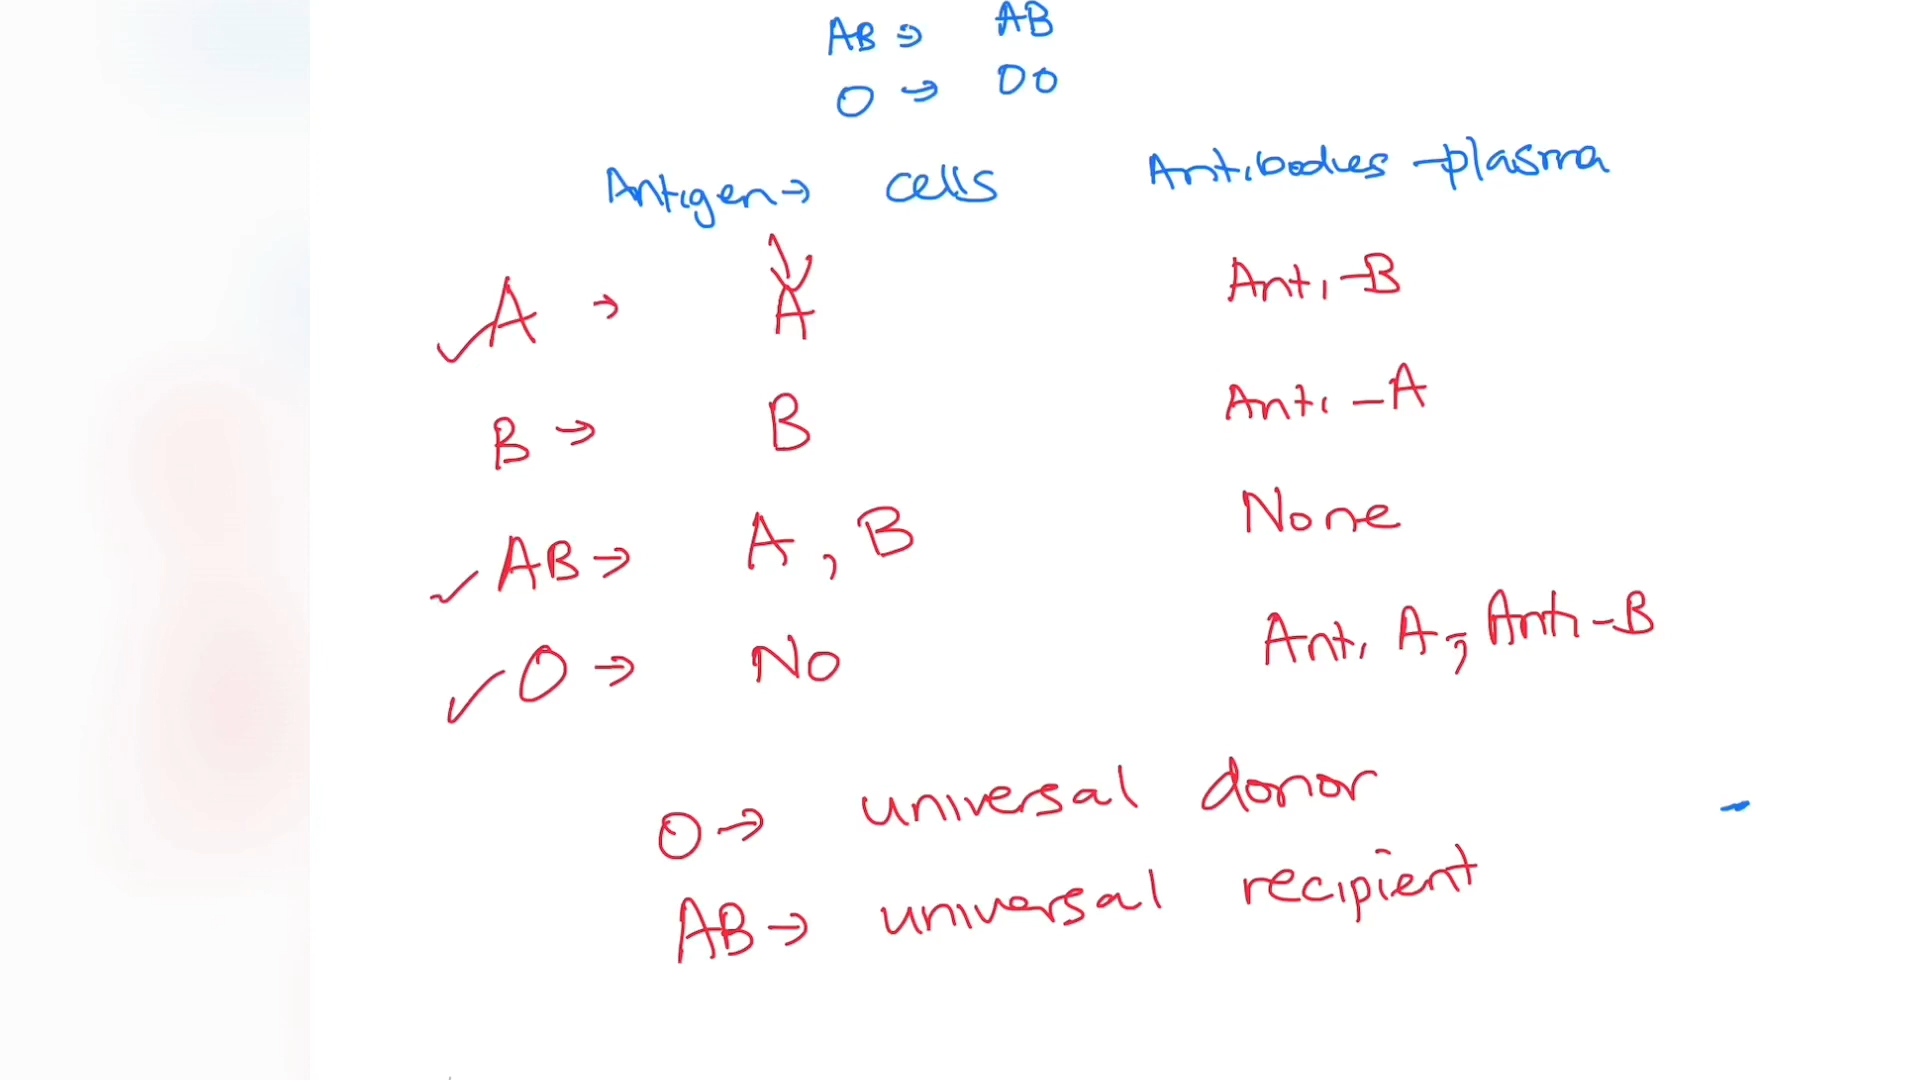 AB → AB
O → OO
Antigen → cells Antibodies - plasma
A → A Anti-B
B → B Anti-A
AB → A, B None
O → No Anti A, Anti-B
O → universal donor
AB → universal recipient